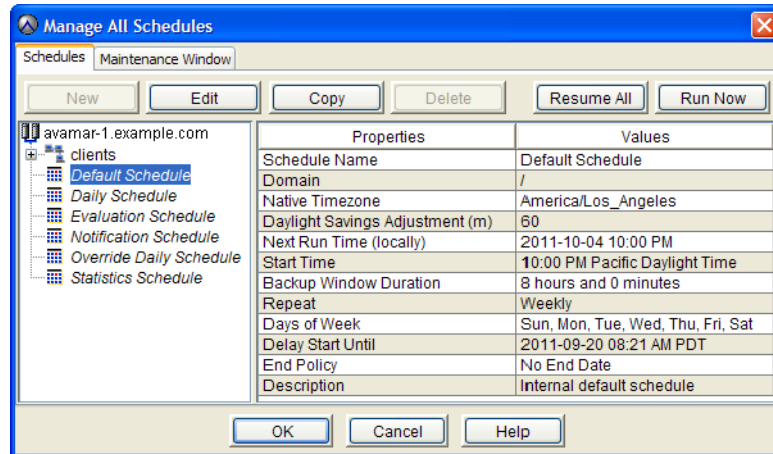 Manage All Schedules
Schedules Maintenance Window
New Edit Copy Delete Resume All Run Now
avamar-1.example.com
clients
Default Schedule
Daily Schedule
Evaluation Schedule
Notification Schedule
Override Daily Schedule
Statistics Schedule
Properties Values
Schedule Name Default Schedule
Domain /
Native Timezone America/Los_Angeles
Daylight Savings Adjustment (m) 60
Next Run Time (locally) 2011-10-04 10:00 PM
Start Time 10:00 PM Pacific Daylight Time
Backup Window Duration 8 hours and 0 minutes
Repeat Weekly
Days of Week Sun, Mon, Tue, Wed, Thu, Fri, Sat
Delay Start Until 2011-09-20 08:21 AM PDT
End Policy No End Date
Description Internal default schedule
OK Cancel Help